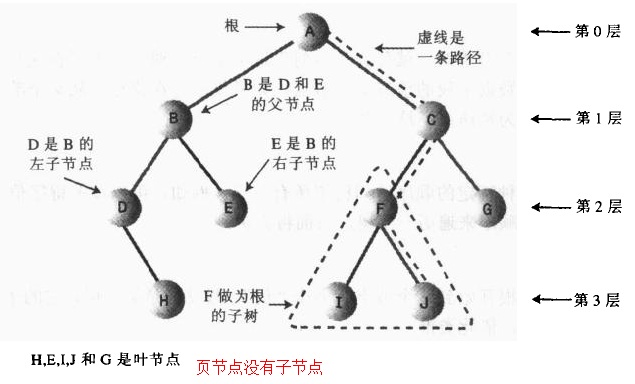 根
A
第0层
虚线是
一条路径
B 是 D 和 E
的父节点
B
C
第1层
D 是 B 的
左子节点
E 是 B 的
右子节点
D
E
F
G
第2层
H
F 做为根
的子树
I
J
第3层
H,E,I,J 和 G 是叶节点
页节点没有子节点